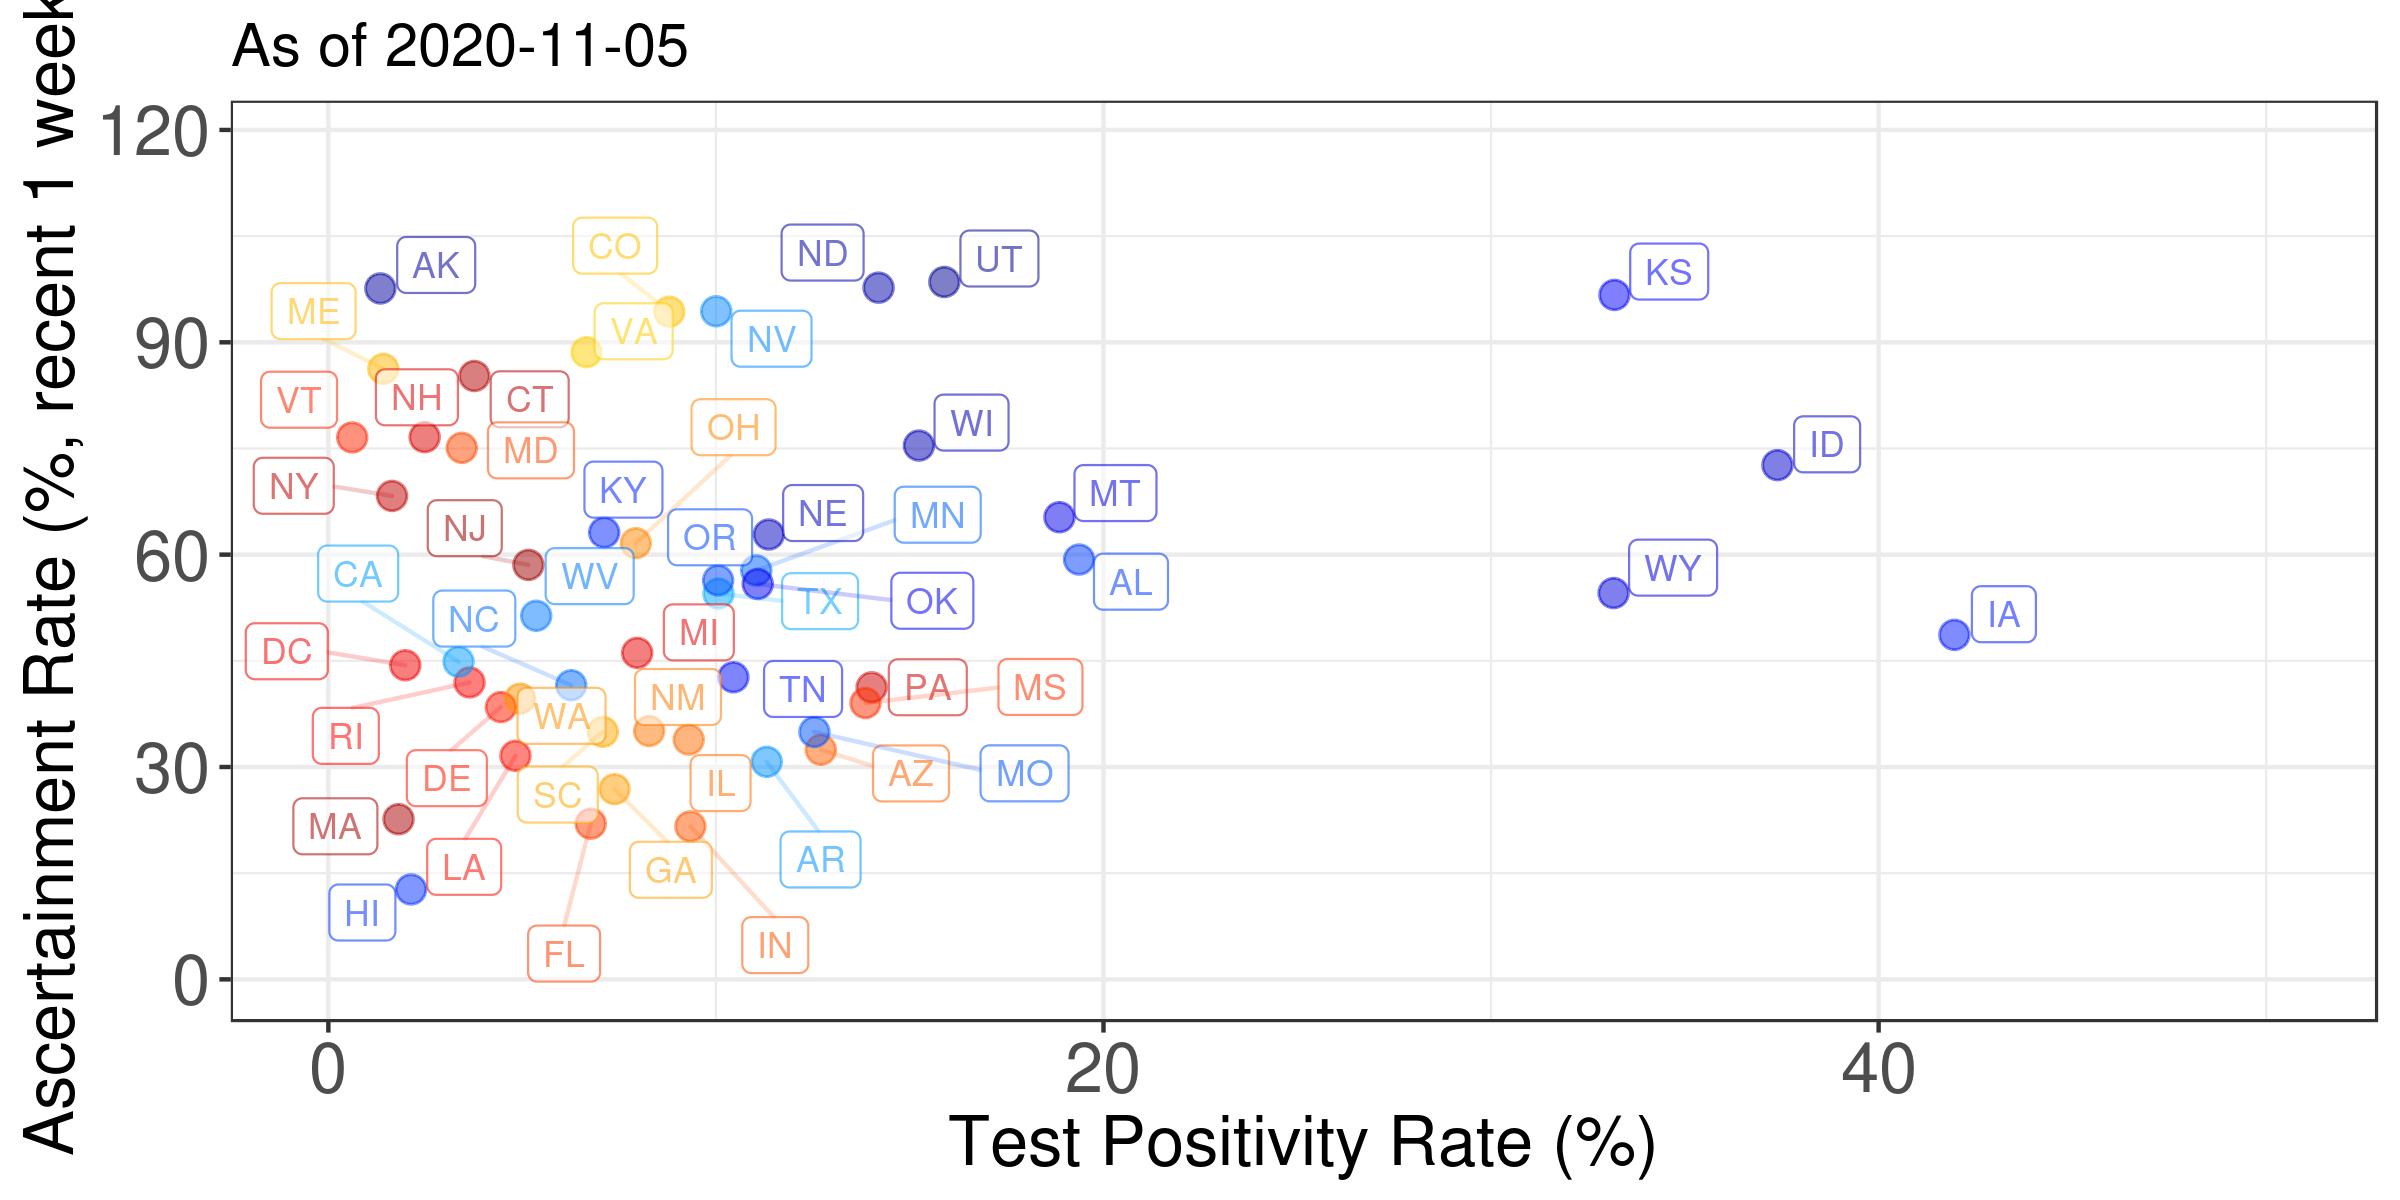 As of 2020-11-05
Ascertainment Rate (%, recent 1 week
120
90
60
30
0
AK
CO
ND
UT
KS
ME
VA
NV
VT
NH
CT
OH
WI
MD
ID
NY
KY
MT
NJ
OR
NE
MN
CA
WV
AL
WY
NC
TX
OK
IA
MI
DC
WA
NM
TN
PA
MS
RI
DE
SC
IL
AZ
MO
MA
LA
GA
AR
HI
FL
IN
0
20
40
Test Positivity Rate (%)